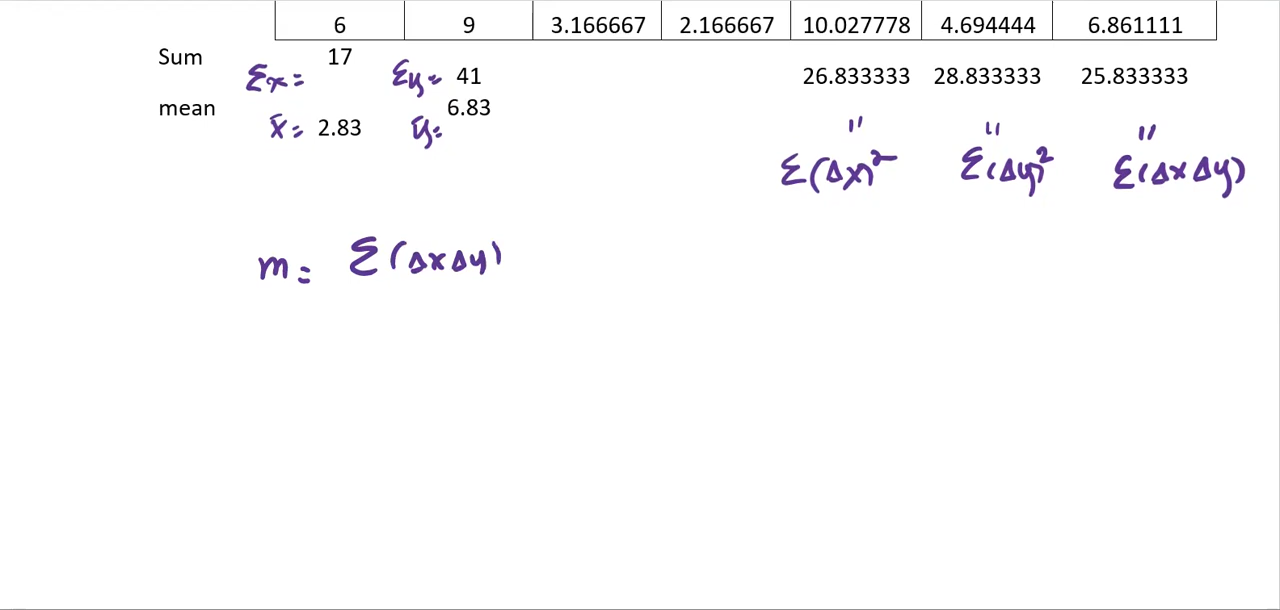 6 9 3.166667 2.166667 10.027778 4.694444 6.861111
Sum Σx= 17 Σy= 41 26.833333 28.833333 25.833333
mean x̄= 2.83 ȳ= 6.83 '' '' ''
Σ(Δx)² Σ(Δy)² Σ(ΔxΔy)
m= Σ(ΔxΔy)